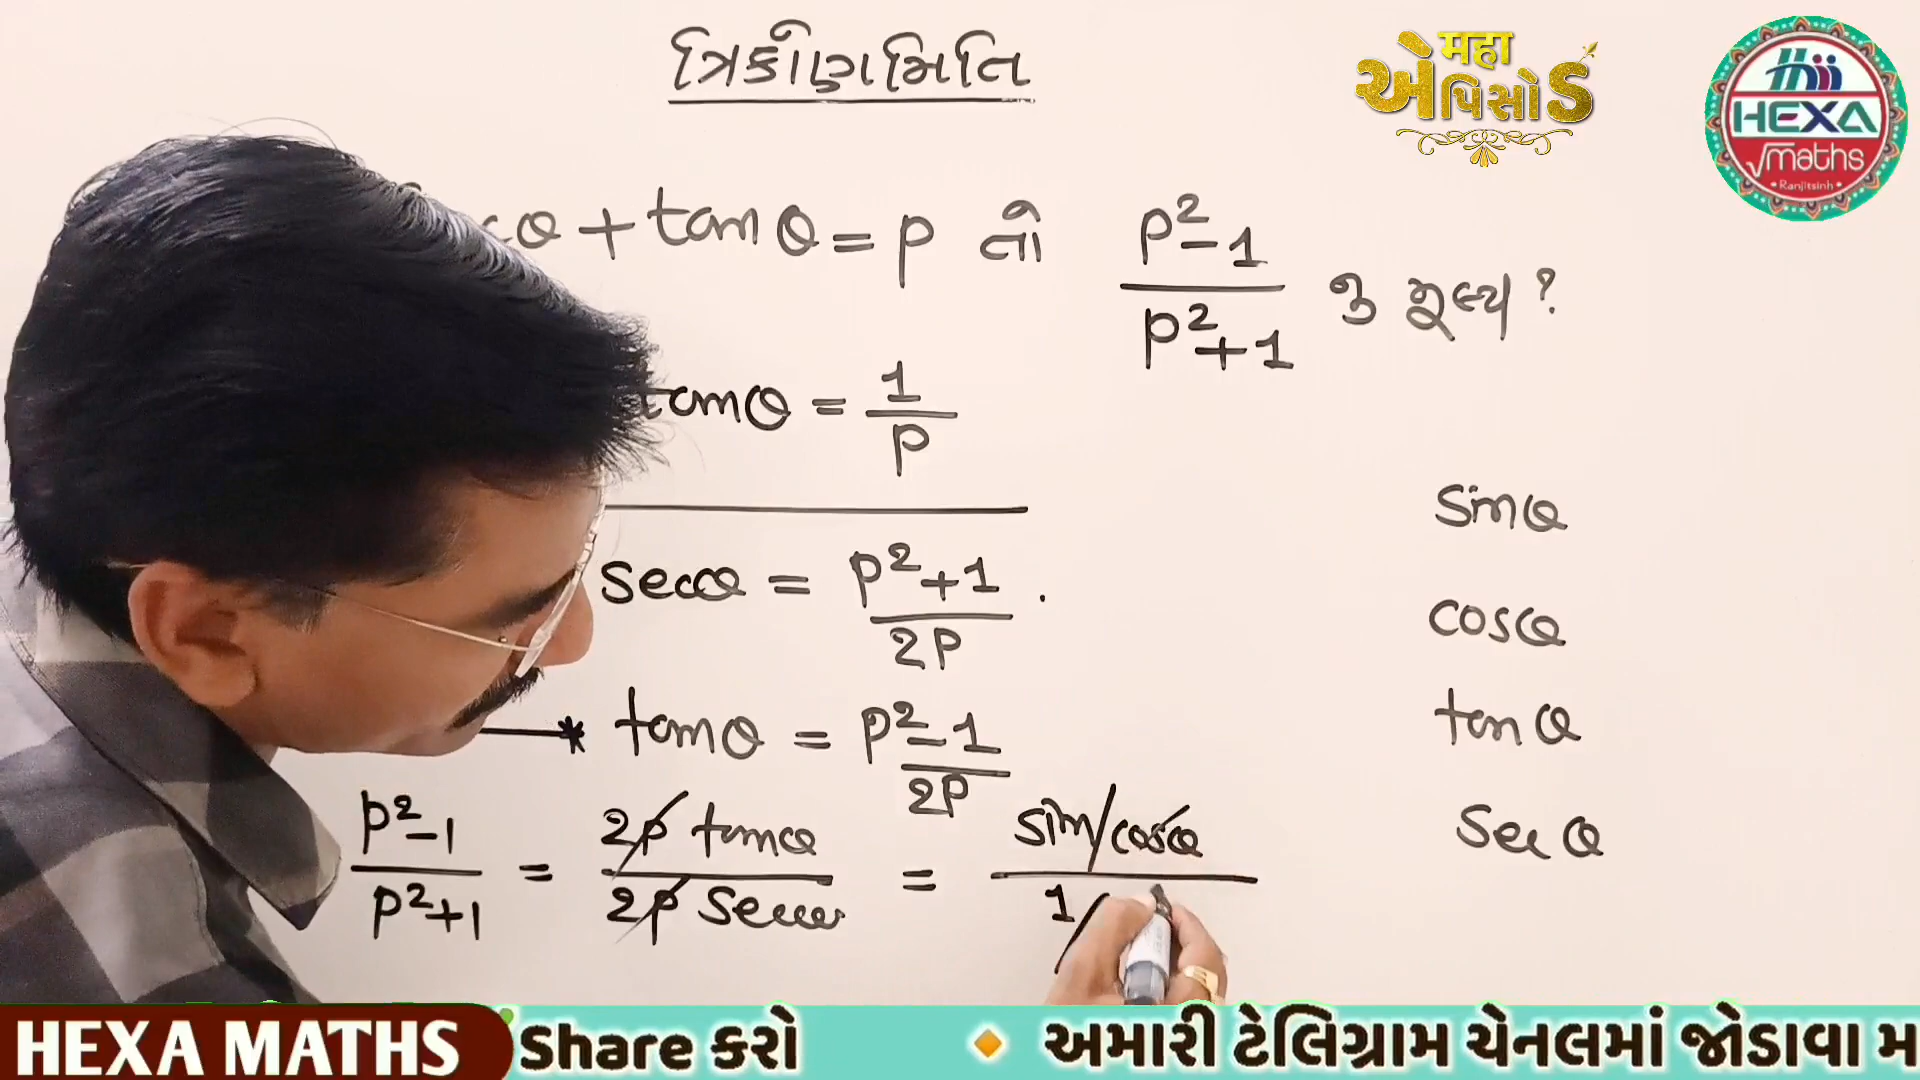 ત્રિકોણમિતિ
મહા
એપિસોડ
HEXA
√maths
Ranjitsinh
θ + tanθ = p તો p²-1 / p²+1 નું મૂલ્ય ?
tanθ = 1/p
secθ = p²+1 / 2p .
* tanθ = p²-1 / 2p
p²-1 / p²+1 = 2p tanθ / 2p secθ = sin/cosθ / 1/
sinθ
cosθ
tanθ
secθ
HEXA MATHS Share કરો 🔸 અમારી ટેલિગ્રામ ચેનલમાં જોડાવા મ